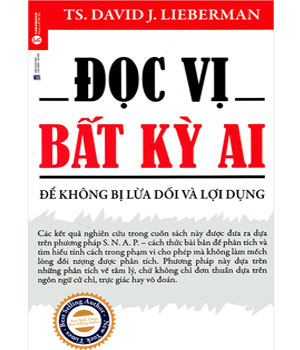 TS. DAVID J. LIEBERMAN
ĐỌC VỊ
BẤT KỲ AI
ĐỂ KHÔNG BỊ LỪA DỐI VÀ LỢI DỤNG
Các kết quả nghiên cứu trong cuốn sách này được đưa ra dựa
trên phương pháp S. N. A. P. – cách thức bài bản để phân tích và
tìm hiểu tính cách trong phạm vi cho phép mà không làm mếch
lòng đối tượng được phân tích. Phương pháp này dựa trên
những phân tích về tâm lý, chứ không chỉ đơn thuần dựa trên
ngôn ngữ cử chỉ, trực giác hay võ đoán.
New York Times' Best Selling Author